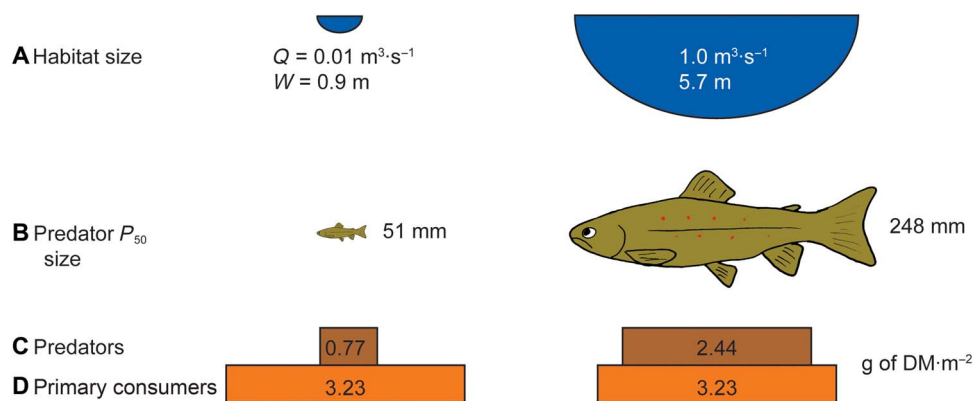 A Habitat size
Q = 0.01 m³·s⁻¹
W = 0.9 m
1.0 m³·s⁻¹
5.7 m
B Predator P₅₀
size
51 mm
248 mm
C Predators
0.77
2.44
D Primary consumers
3.23
3.23
g of DM·m⁻²